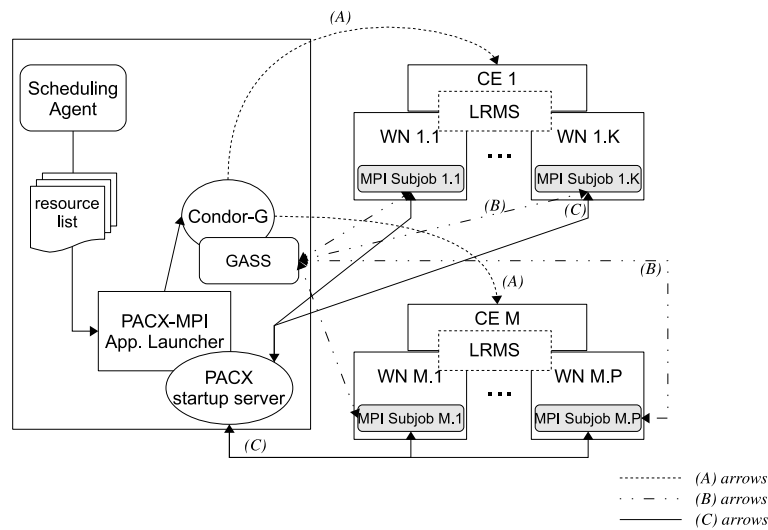 (A)
Scheduling
Agent
CE 1
LRMS
WN 1.1
WN 1.K
...
MPI Subjob 1.1
MPI Subjob 1.K
resource
list
Condor-G
(B)
(C)
GASS
(B)
(A)
PACX-MPI
App. Launcher
CE M
LRMS
WN M.1
WN M.P
...
PACX
startup server
MPI Subjob M.1
MPI Subjob M.P
(C)
(A) arrows
(B) arrows
(C) arrows